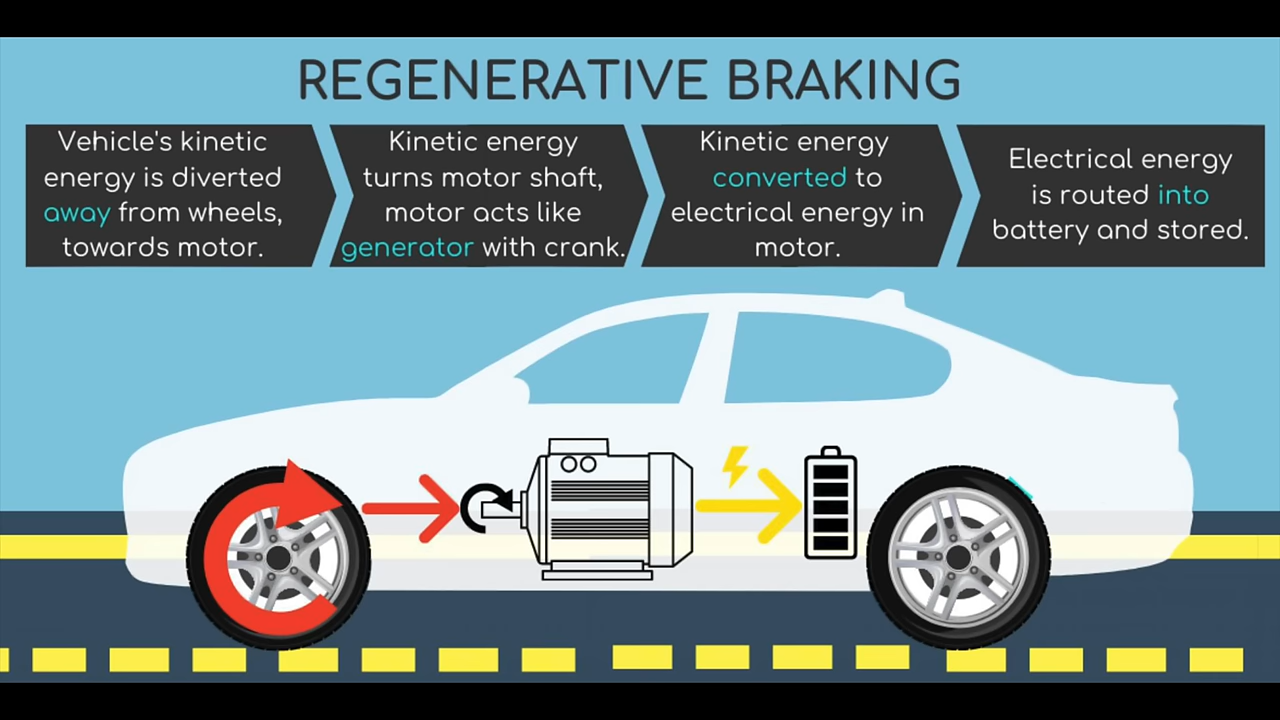 REGENERATIVE BRAKING
Vehicle's kinetic
energy is diverted
away from wheels,
towards motor.
Kinetic energy
turns motor shaft,
motor acts like
generator with crank.
Kinetic energy
converted to
electrical energy in
motor.
Electrical energy
is routed into
battery and stored.